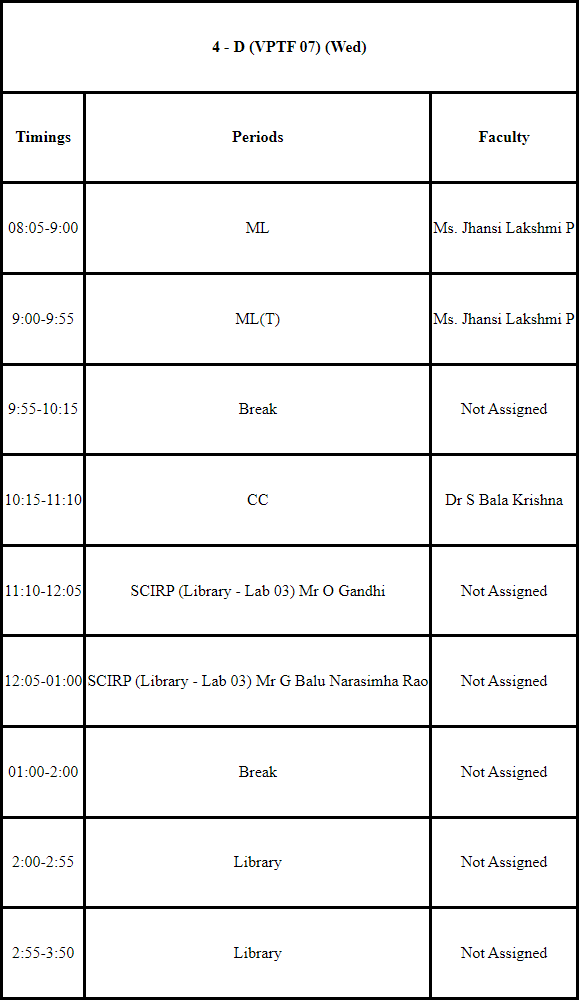 4 - D (VPTF 07) (Wed)
Timings Periods Faculty
08:05-9:00 ML Ms. Jhansi Lakshmi P
9:00-9:55 ML(T) Ms. Jhansi Lakshmi P
9:55-10:15 Break Not Assigned
10:15-11:10 CC Dr S Bala Krishna
11:10-12:05 SCIRP (Library - Lab 03) Mr O Gandhi Not Assigned
12:05-01:00 SCIRP (Library - Lab 03) Mr G Balu Narasimha Rao Not Assigned
01:00-2:00 Break Not Assigned
2:00-2:55 Library Not Assigned
2:55-3:50 Library Not Assigned